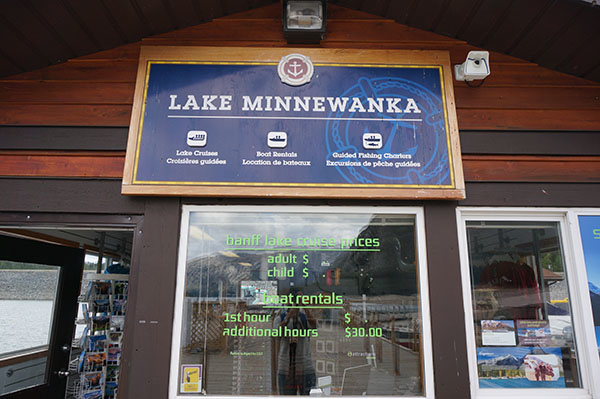 LAKE MINNEWANKA
Lake Cruises
Croisières guidées
Boat Rentals
Location de bateaux
Guided Fishing Charters
Excursions de pêche guidées
banff lake cruise prices
adult $
child $
boat rentals
1st hour $
additional hours $30.00